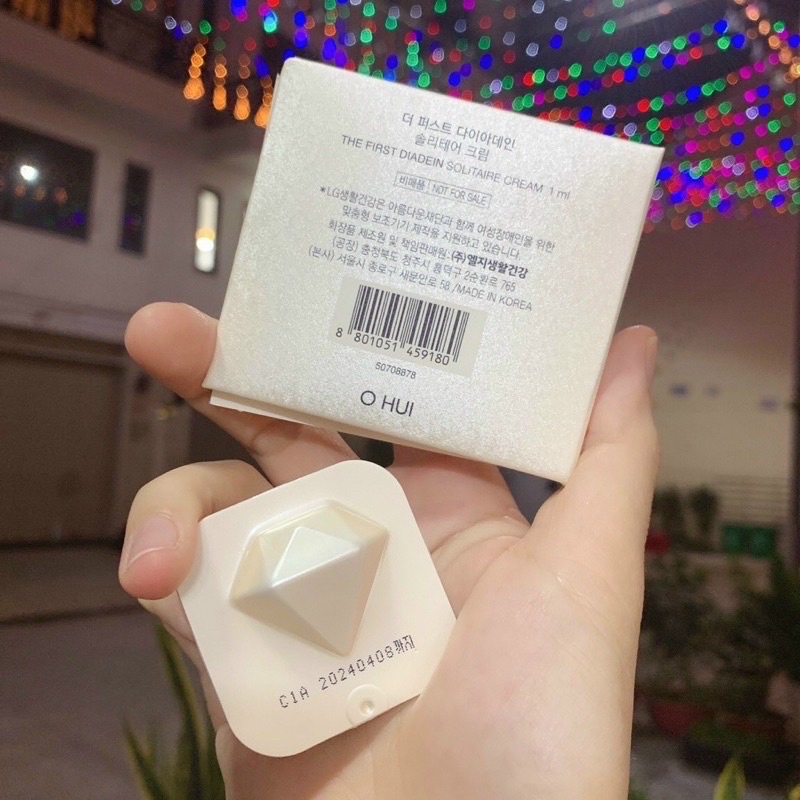 더 퍼스트 다이아데인
솔리테어 크림
THE FIRST DIADEIN SOLITAIRE CREAM 1 ml
비매품 NOT FOR SALE
*LG생활건강은 아름다운재단과 함께 여성장애인을 위한
맞춤형 보조기기 제작을 지원하고 있습니다.
화장품 제조원 및 책임판매원:(주)엘지생활건강
(공장) 충청북도 청주시 흥덕구 2순환로 765
(본사) 서울시 종로구 새문안로 58 /MADE IN KOREA
8 801051 459180
50708878
O HUI
C1A 20240408까지